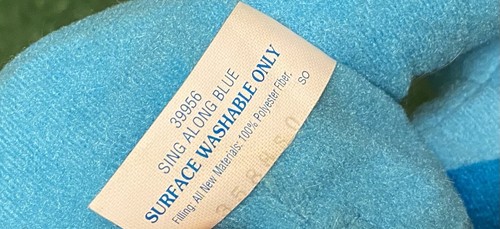 39956
SING ALONG BLUE
SURFACE WASHABLE ONLY
Filling: All New Materials: 100% Polyester Fiber.
SO